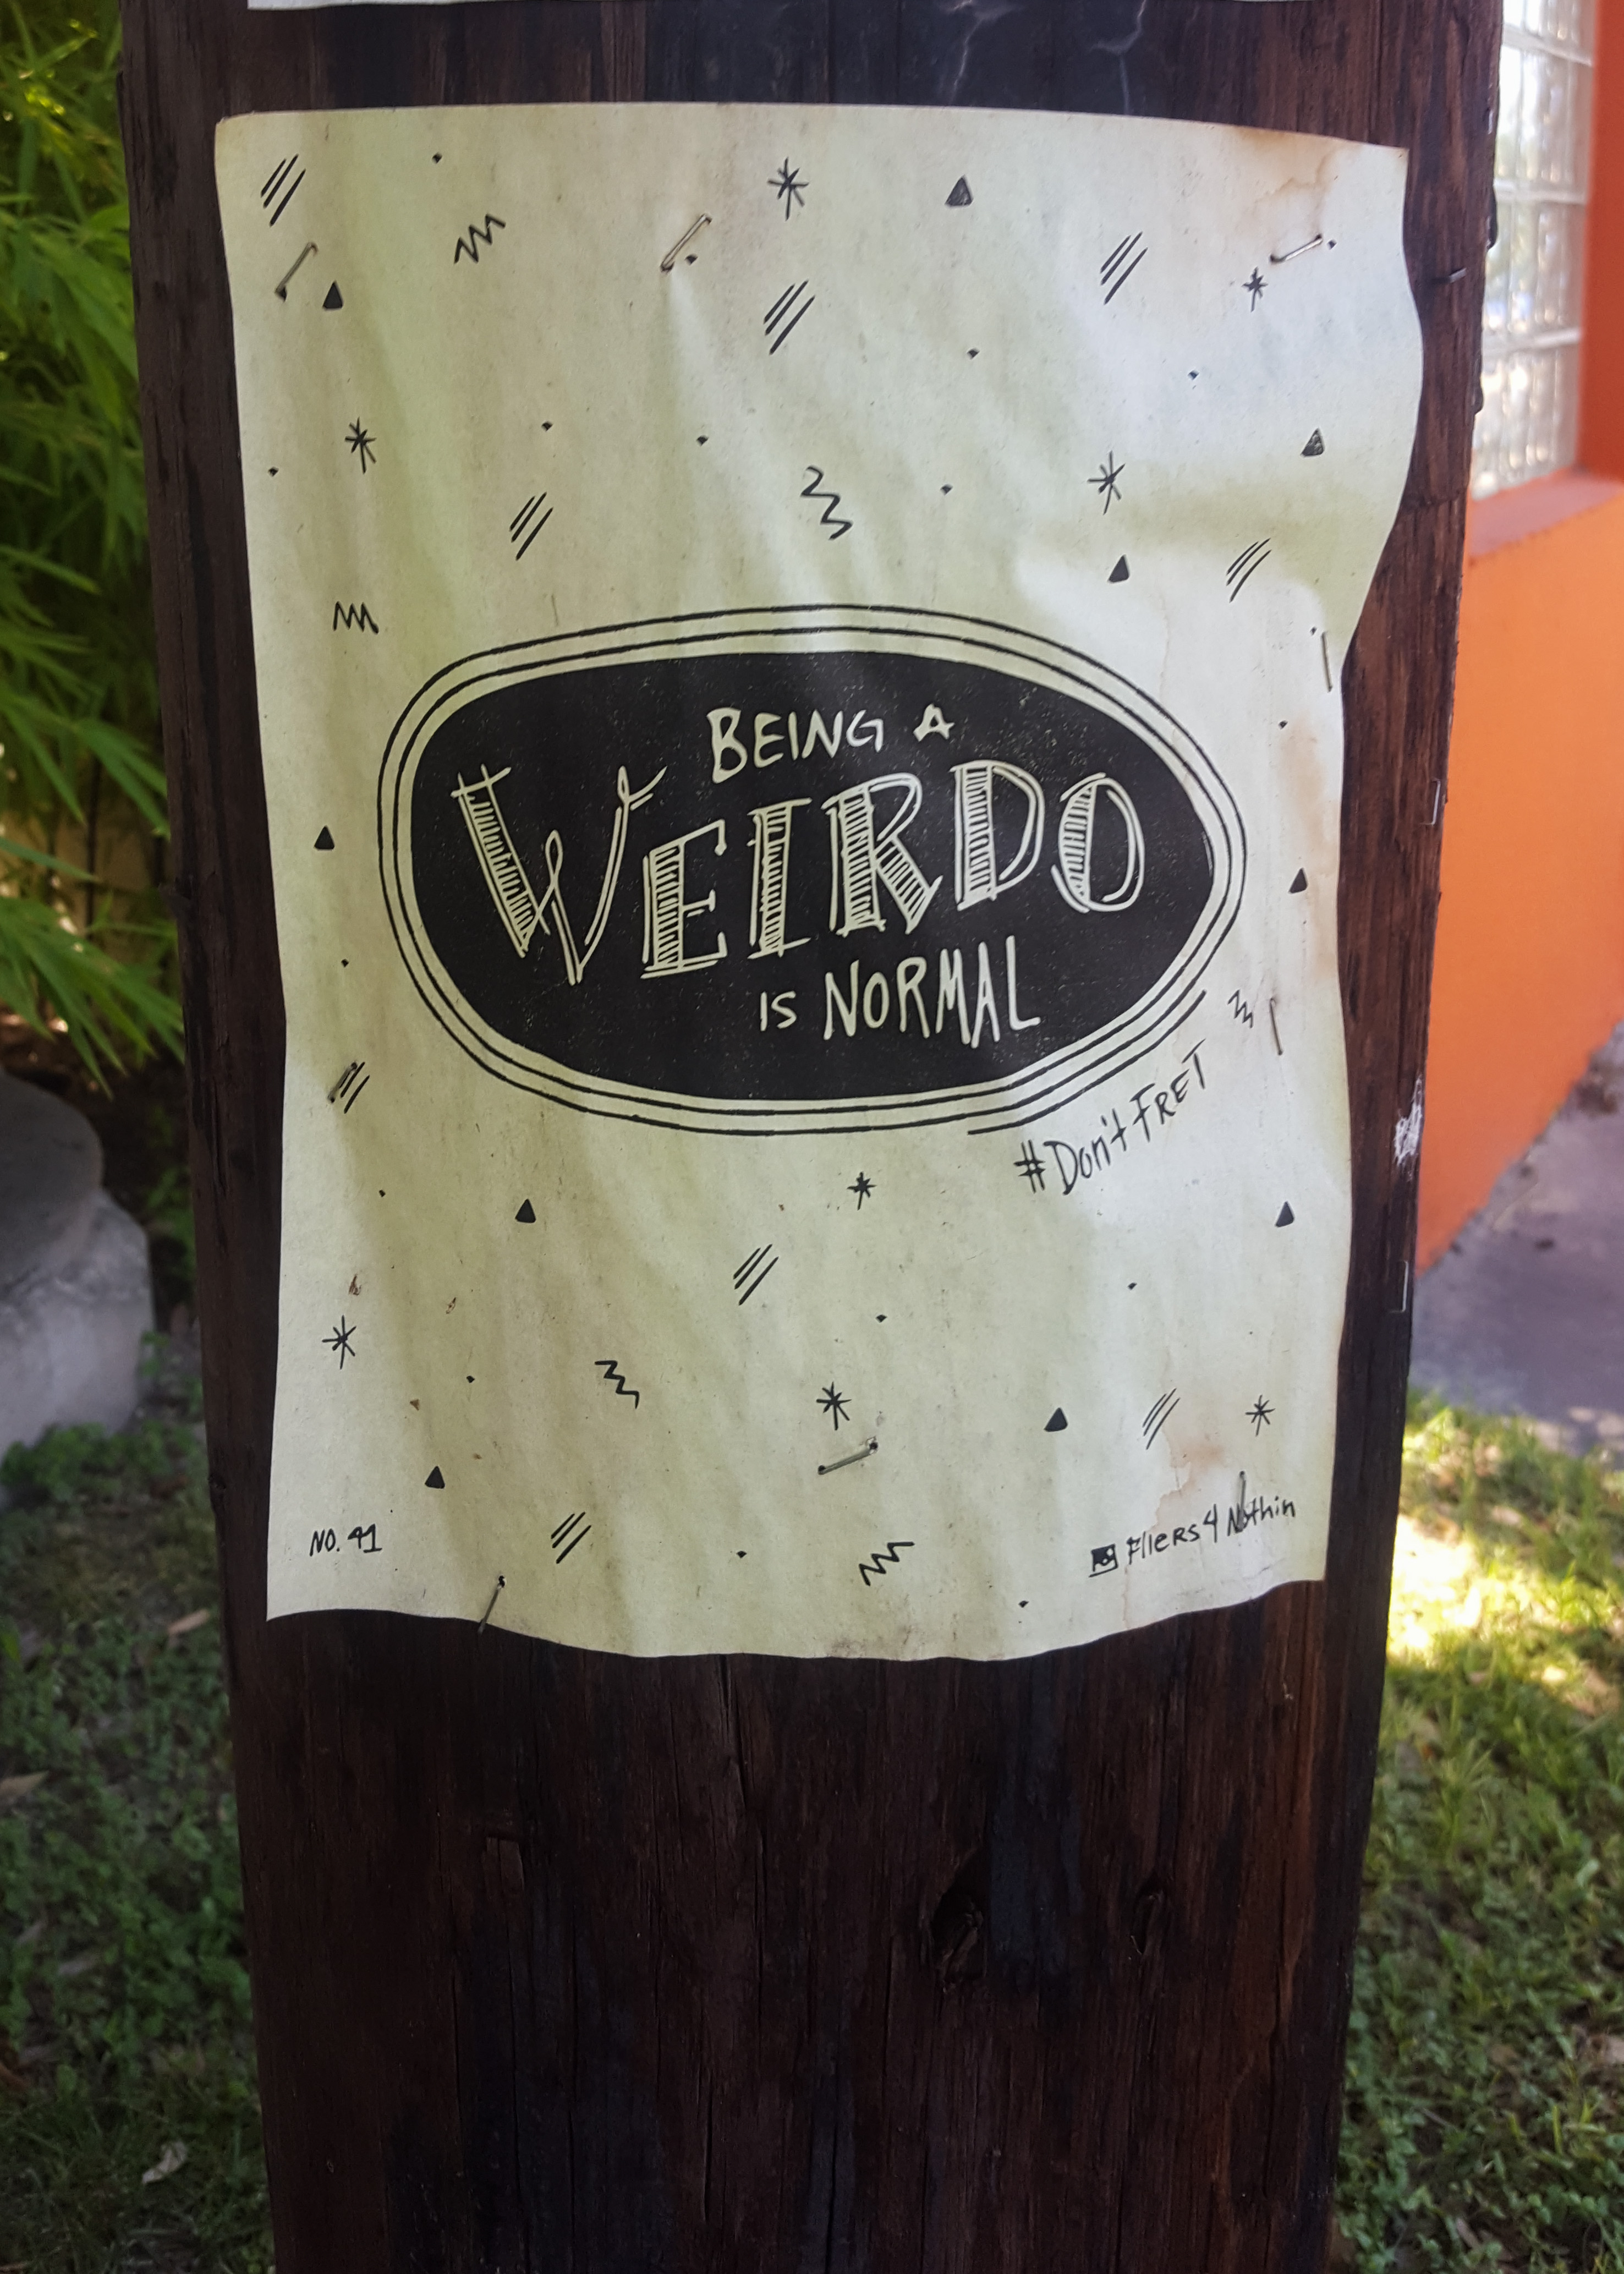 BEING A
WEIRDO
IS NORMAL
#Don't FRET
NO. 41
Fliers 4 Nothin